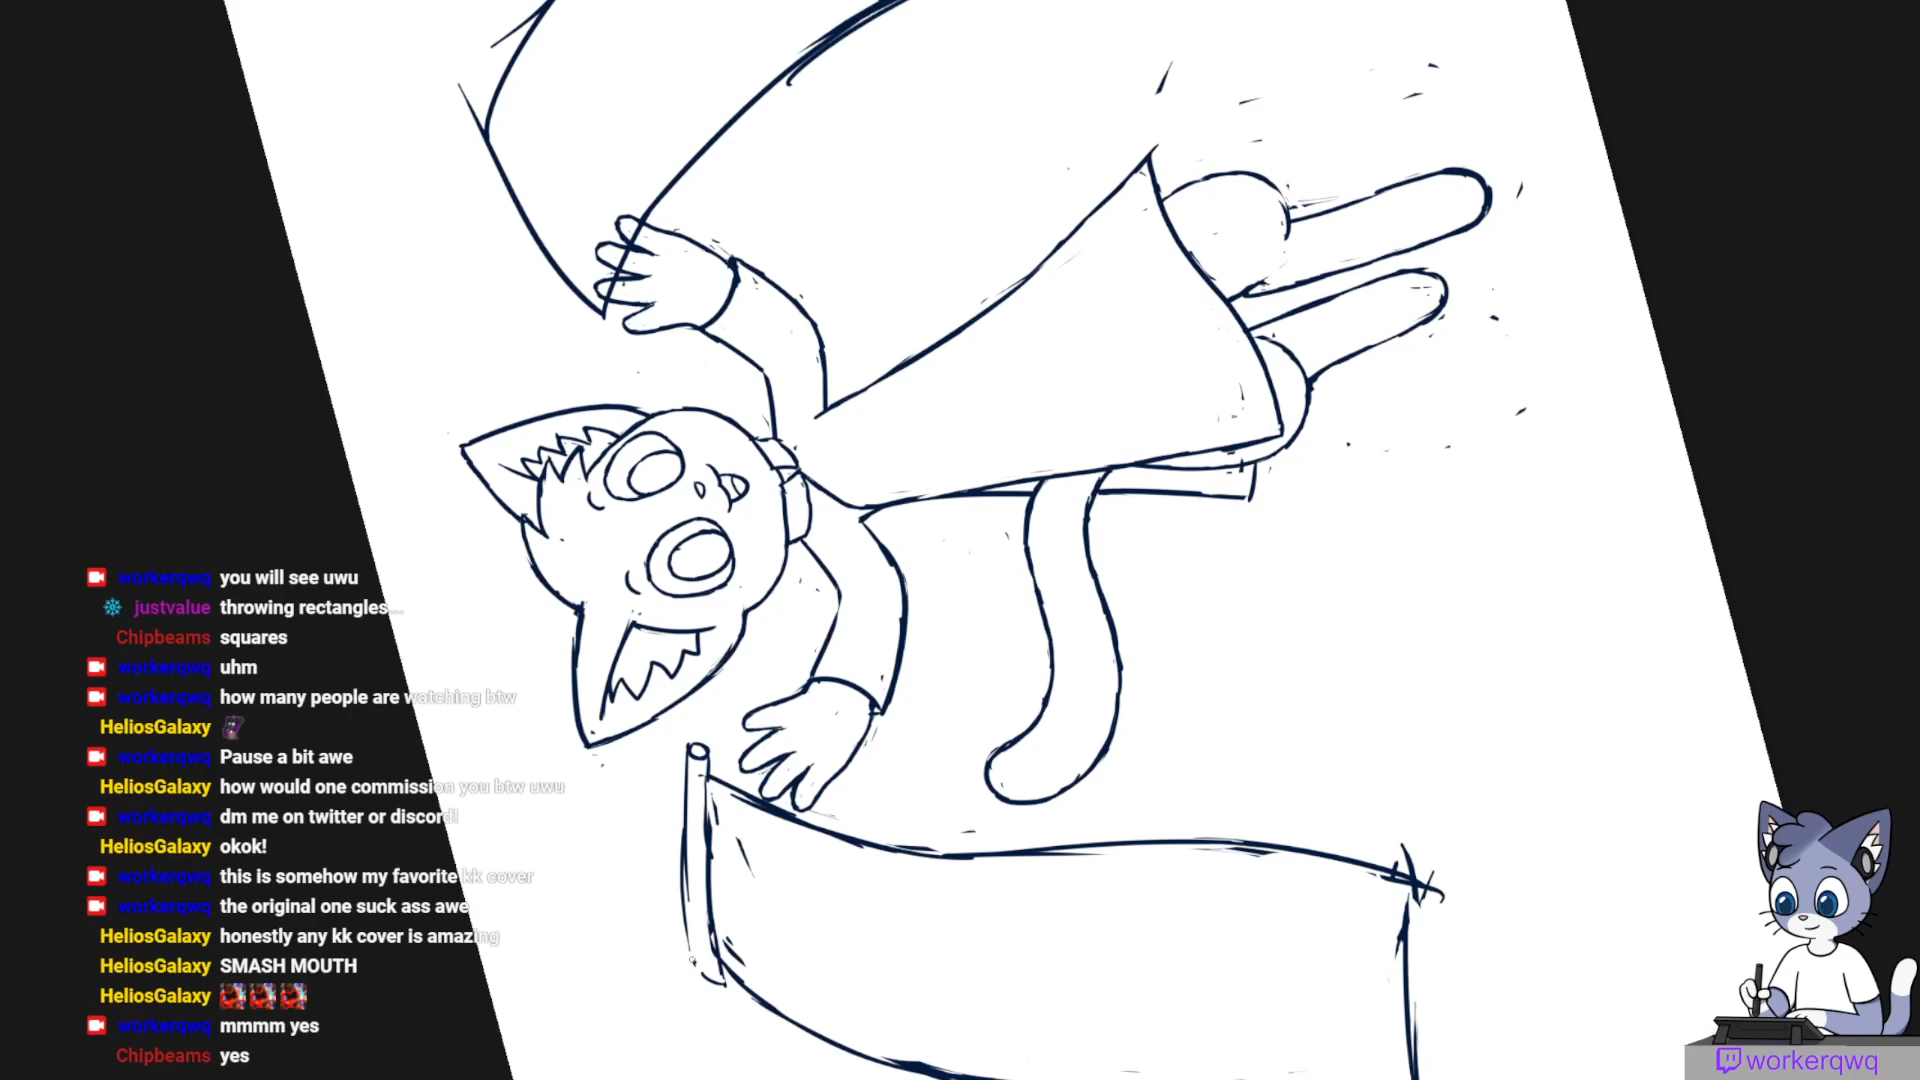 workerqwq you will see uwu
justvalue throwing rectangles...
Chipbeams squares
workerqwq uhm
workerqwq how many people are watching btw
HeliosGalaxy
workerqwq Pause a bit awe
HeliosGalaxy how would one commission you btw uwu
workerqwq dm me on twitter or discord!
HeliosGalaxy okok!
workerqwq this is somehow my favorite kk cover
workerqwq the original one suck ass awe
HeliosGalaxy honestly any kk cover is amazing
HeliosGalaxy SMASH MOUTH
HeliosGalaxy
workerqwq mmmm yes
Chipbeams yes
workerqwq